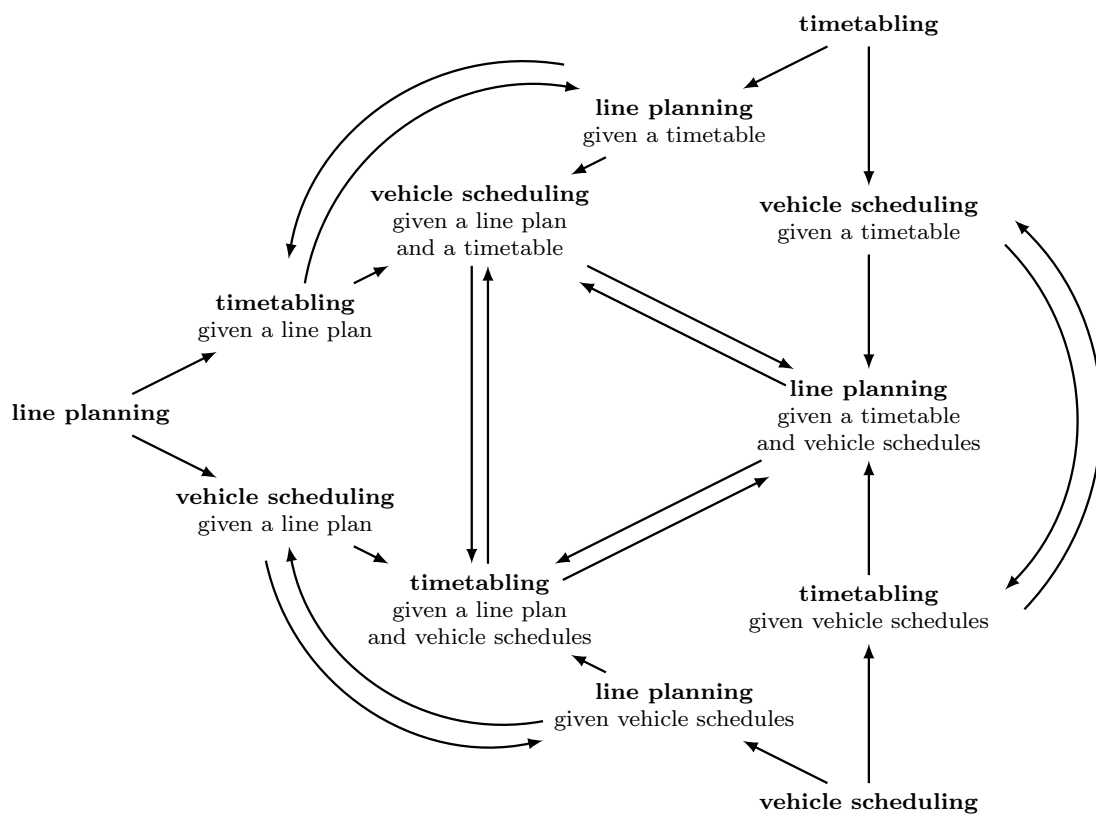 timetabling
line planning
given a timetable
vehicle scheduling
given a line plan
and a timetable
vehicle scheduling
given a timetable
timetabling
given a line plan
line planning
given a timetable
and vehicle schedules
line planning
vehicle scheduling
given a line plan
timetabling
given a line plan
and vehicle schedules
timetabling
given vehicle schedules
line planning
given vehicle schedules
vehicle scheduling